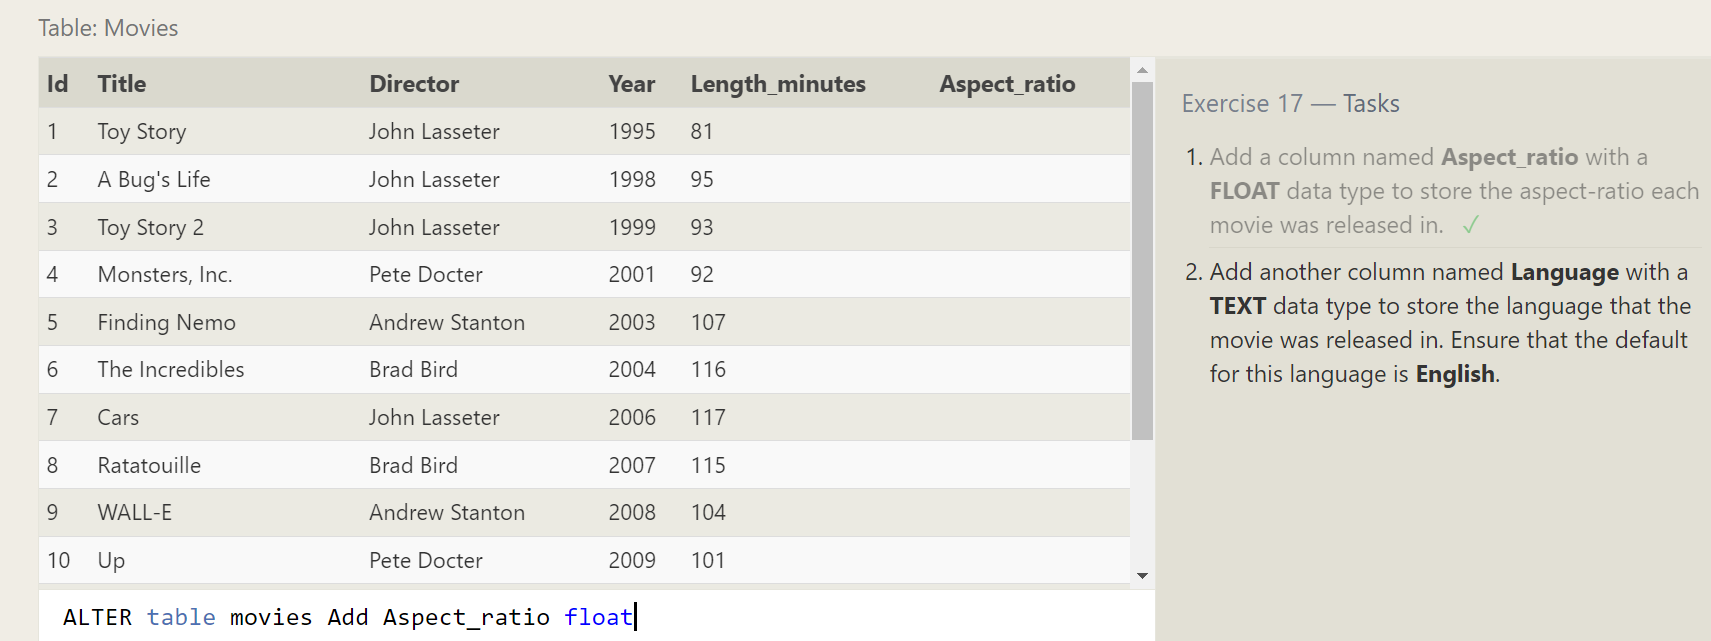 Table: Movies
Id Title Director Year Length_minutes Aspect_ratio
1 Toy Story John Lasseter 1995 81
2 A Bug's Life John Lasseter 1998 95
3 Toy Story 2 John Lasseter 1999 93
4 Monsters, Inc. Pete Docter 2001 92
5 Finding Nemo Andrew Stanton 2003 107
6 The Incredibles Brad Bird 2004 116
7 Cars John Lasseter 2006 117
8 Ratatouille Brad Bird 2007 115
9 WALL-E Andrew Stanton 2008 104
10 Up Pete Docter 2009 101
ALTER table movies Add Aspect_ratio float
Exercise 17 — Tasks
1. Add a column named Aspect_ratio with a
FLOAT data type to store the aspect-ratio each
movie was released in. ✓
2. Add another column named Language with a
TEXT data type to store the language that the
movie was released in. Ensure that the default
for this language is English.